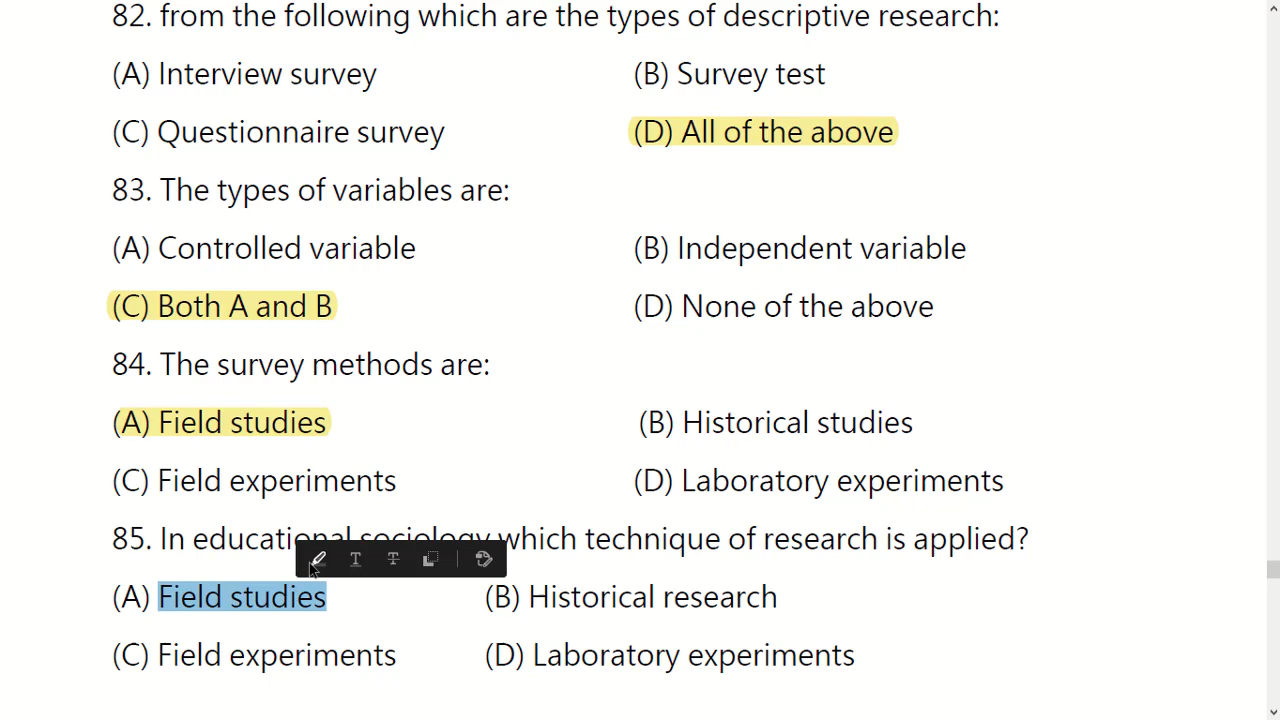 82. from the following which are the types of descriptive research:
(A) Interview survey (B) Survey test
(C) Questionnaire survey (D) All of the above
83. The types of variables are:
(A) Controlled variable (B) Independent variable
(C) Both A and B (D) None of the above
84. The survey methods are:
(A) Field studies (B) Historical studies
(C) Field experiments (D) Laboratory experiments
85. In educational sociology which technique of research is applied?
(A) Field studies (B) Historical research
(C) Field experiments (D) Laboratory experiments